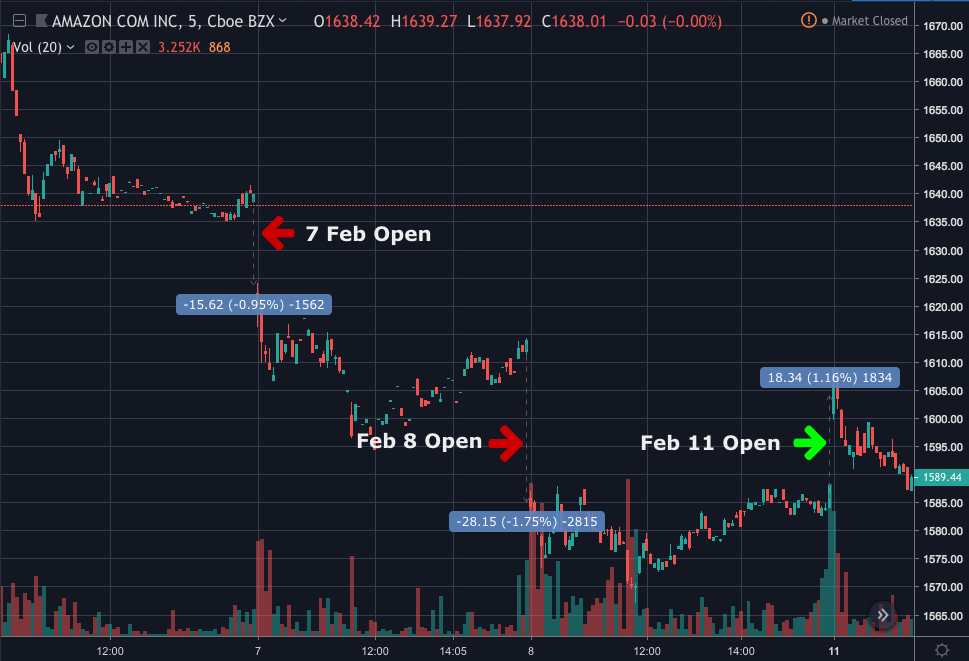 AMAZON COM INC, 5, Cboe BZX O1638.42 H1639.27 L1637.92 C1638.01 −0.03 (−0.00%) Market Closed
Vol (20) 3.252K 868
1670.00
1665.00
1660.00
1655.00
1650.00
1645.00
1640.00
1635.00
7 Feb Open
1630.00
1625.00
-15.62 (-0.95%) -1562
1620.00
1615.00
1610.00
18.34 (1.16%) 1834
1605.00
1600.00
Feb 8 Open
Feb 11 Open
1595.00
1589.44
1585.00
-28.15 (-1.75%) -2815
1580.00
1575.00
1570.00
1565.00
12:00 7 12:00 14:05 8 12:00 14:00 11